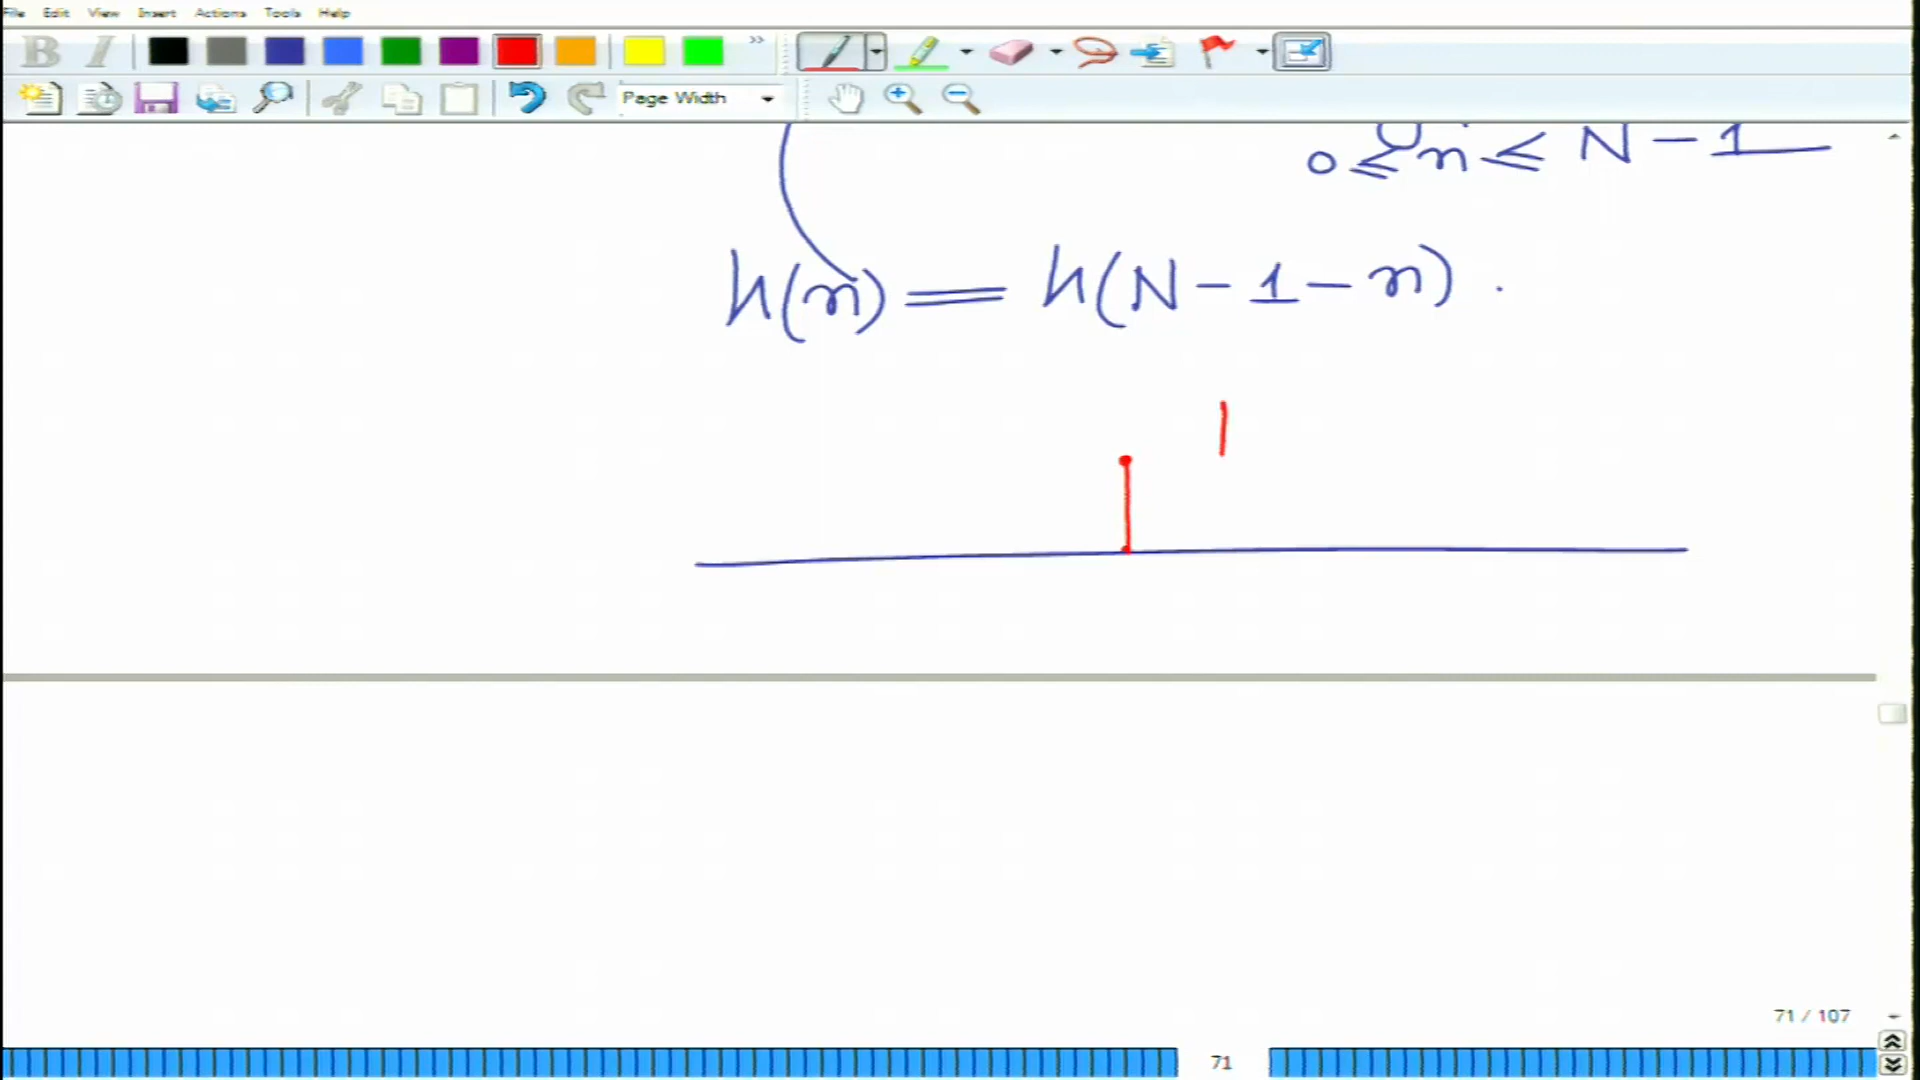 File Edit View Insert Actions Tools Help
B I
Page Width
0 ≤ n ≤ N - 1
h(n) = h(N - 1 - n) .
71 / 107
71